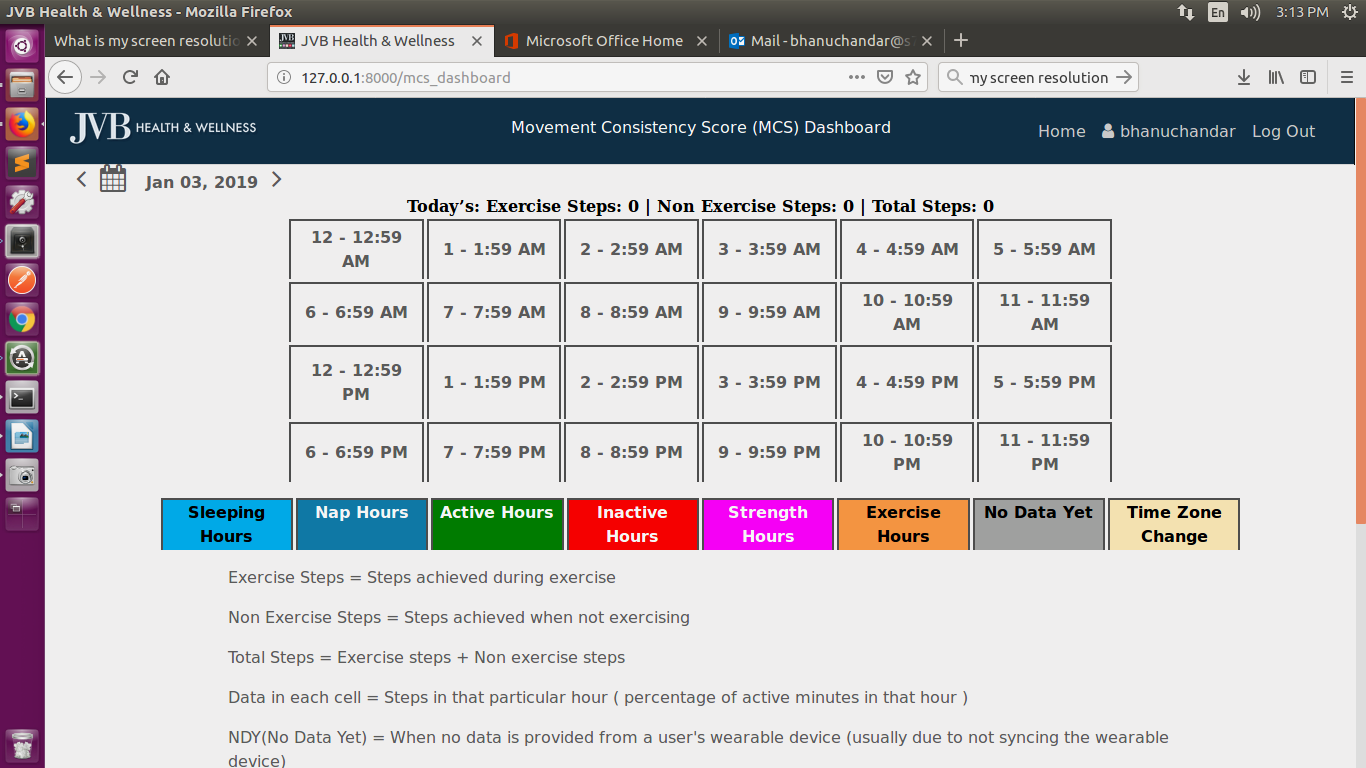 JVB Health & Wellness - Mozilla Firefox
En
3:13 PM
What is my screen resolutio
JVB Health & Wellness
Microsoft Office Home
Mail - bhanuchandar@s
127.0.0.1:8000/mcs_dashboard
my screen resolution
JVB HEALTH & WELLNESS
Movement Consistency Score (MCS) Dashboard
Home
bhanuchandar
Log Out
Jan 03, 2019
Today’s: Exercise Steps: 0 | Non Exercise Steps: 0 | Total Steps: 0
12 - 12:59
AM
1 - 1:59 AM
2 - 2:59 AM
3 - 3:59 AM
4 - 4:59 AM
5 - 5:59 AM
6 - 6:59 AM
7 - 7:59 AM
8 - 8:59 AM
9 - 9:59 AM
10 - 10:59
AM
11 - 11:59
AM
12 - 12:59
PM
1 - 1:59 PM
2 - 2:59 PM
3 - 3:59 PM
4 - 4:59 PM
5 - 5:59 PM
6 - 6:59 PM
7 - 7:59 PM
8 - 8:59 PM
9 - 9:59 PM
10 - 10:59
PM
11 - 11:59
PM
Sleeping
Hours
Nap Hours
Active Hours
Inactive
Hours
Strength
Hours
Exercise
Hours
No Data Yet
Time Zone
Change
Exercise Steps = Steps achieved during exercise
Non Exercise Steps = Steps achieved when not exercising
Total Steps = Exercise steps + Non exercise steps
Data in each cell = Steps in that particular hour ( percentage of active minutes in that hour )
NDY(No Data Yet) = When no data is provided from a user's wearable device (usually due to not syncing the wearable
device)